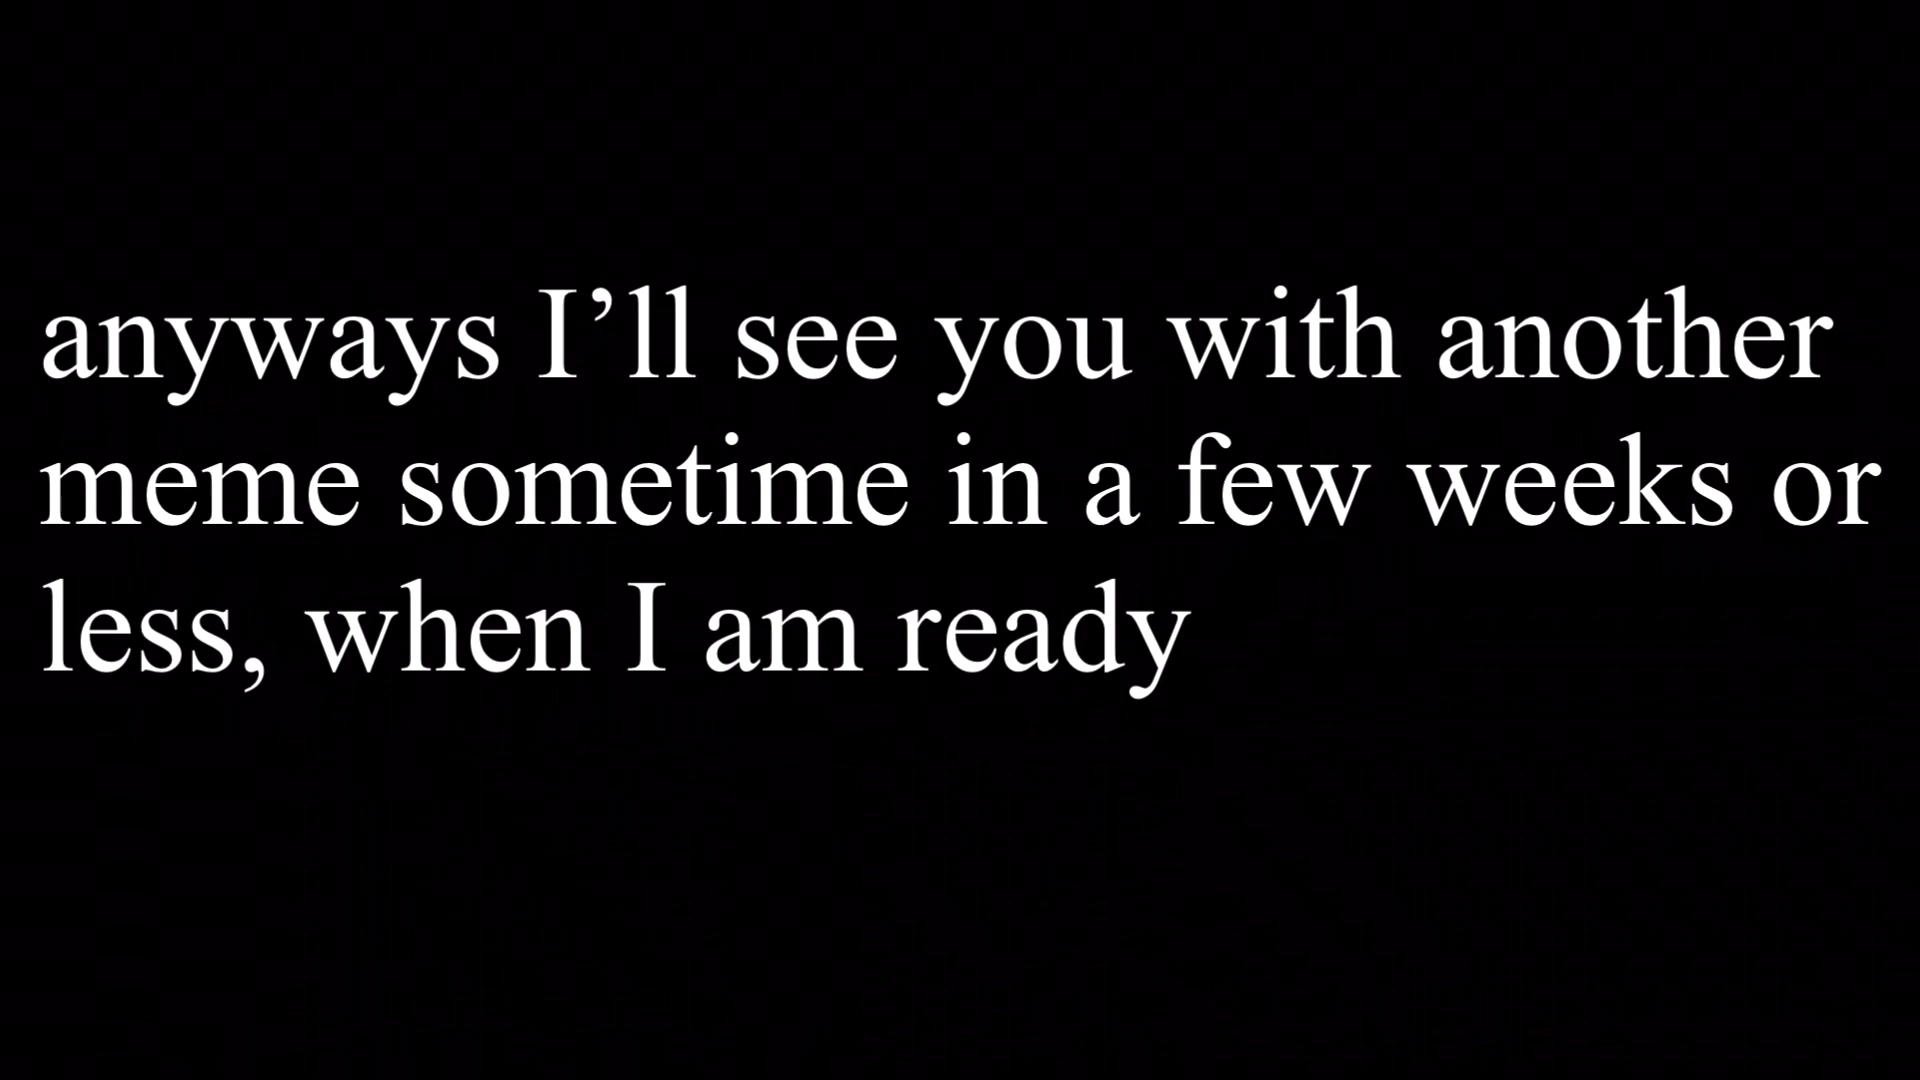 anyways I’ll see you with another
meme sometime in a few weeks or
less, when I am ready